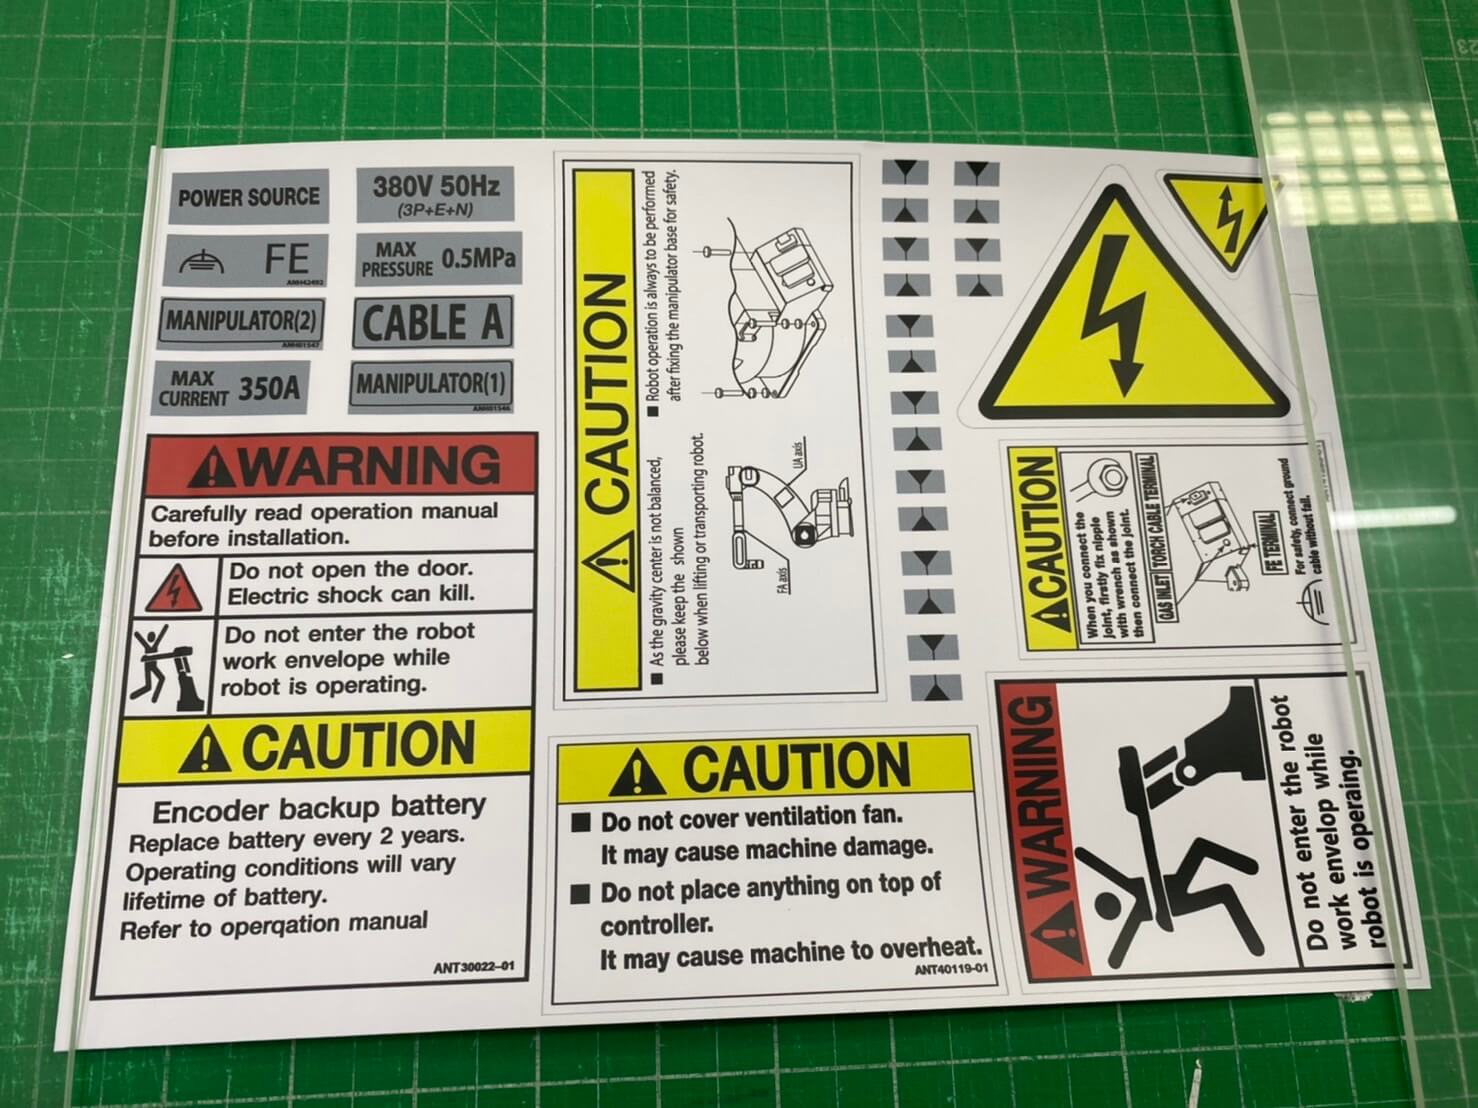 POWER SOURCE
380V 50Hz
(3P+E+N)
FE
ANH42492
MAX
PRESSURE 0.5MPa
MANIPULATOR(2)
ANH01547
CABLE A
MAX
CURRENT 350A
MANIPULATOR(1)
ANH01546
WARNING
Carefully read operation manual
before installation.
Do not open the door.
Electric shock can kill.
Do not enter the robot
work envelope while
robot is operating.
CAUTION
Encoder backup battery
Replace battery every 2 years.
Operating conditions will vary
lifetime of battery.
Refer to operqation manual
ANT30022-01
CAUTION
■ As the gravity center is not balanced,
please keep the shown
below when lifting or transporting robot.
FA axis
UA axis
■ Robot operation is always to be performed
after fixing the manipulator base for safety.
CAUTION
■ Do not cover ventilation fan.
It may cause machine damage.
■ Do not place anything on top of
controller.
It may cause machine to overheat.
ANT40119-01
CAUTION
When you connect the
joint, firstly fix nipple
with wrench as shown
then connect the joint.
GAS INLET
TORCH CABLE TERMINAL
FE TERMINAL
For safety, connect ground
cable without fail.
WARNING
Do not enter the robot
work envelop while
robot is operaing.
23